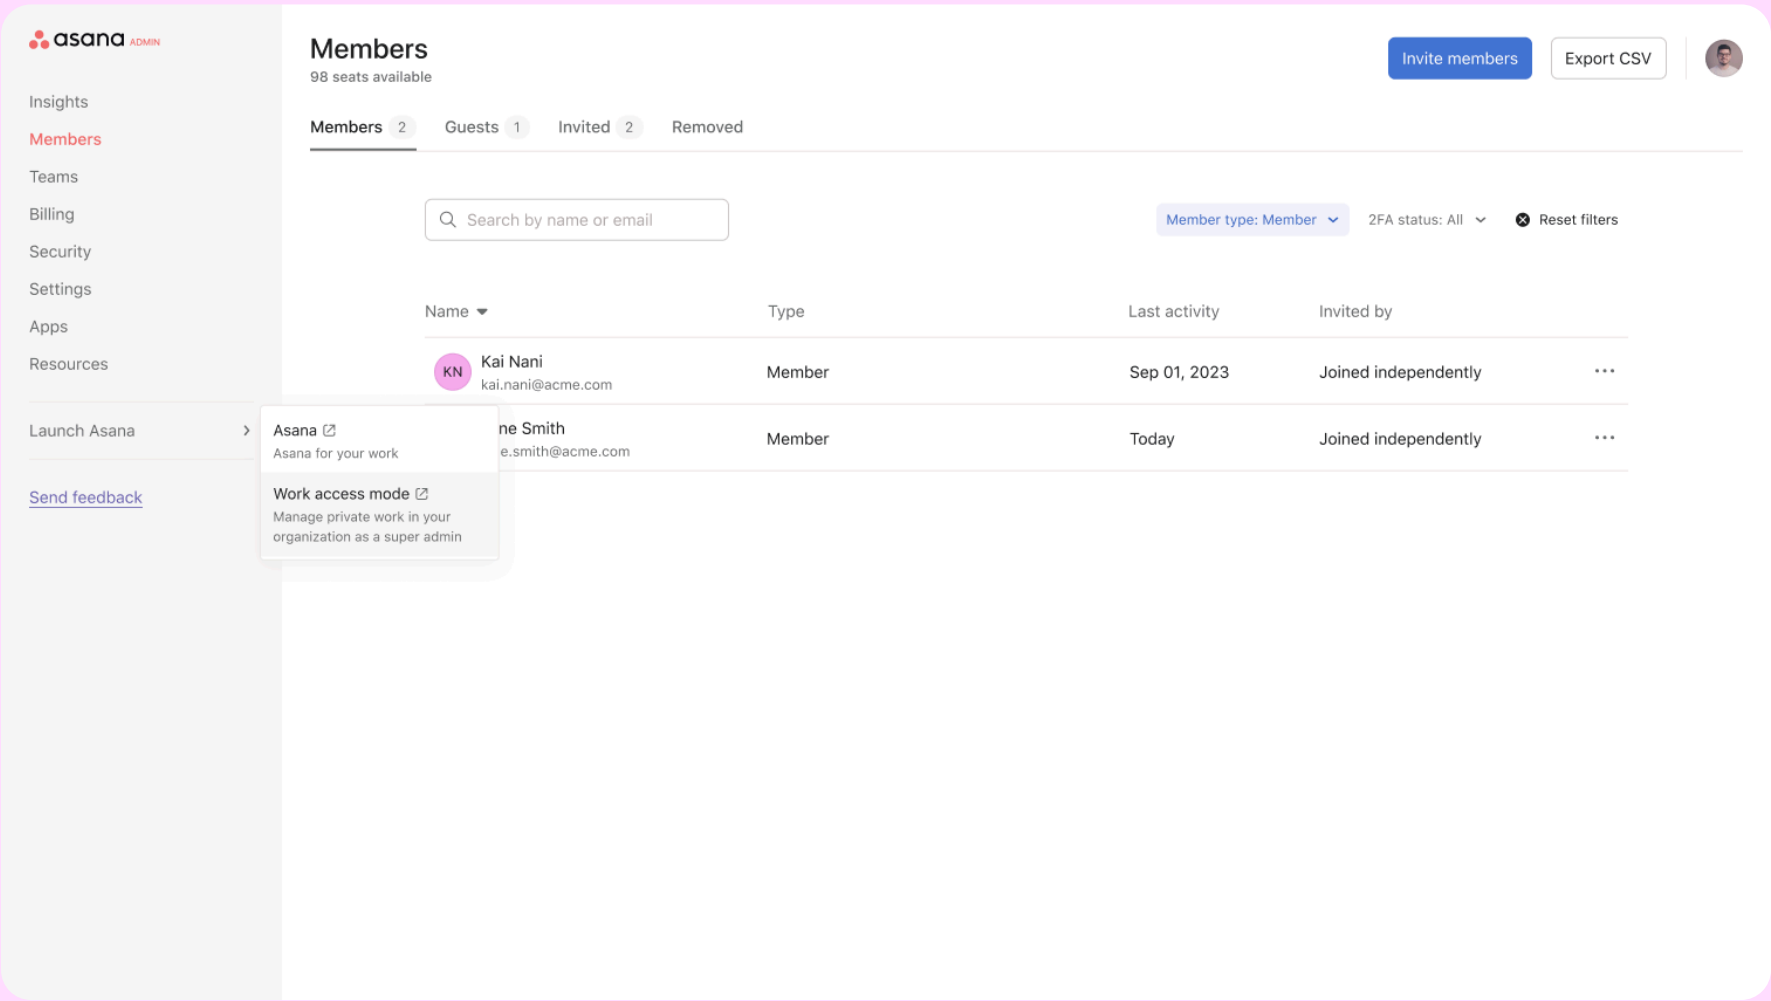 asana ADMIN
Insights
Members
Teams
Billing
Security
Settings
Apps
Resources
Launch Asana
Send feedback
Members
98 seats available
Invite members
Export CSV
Members 2
Guests 1
Invited 2
Removed
Search by name or email
Member type: Member
2FA status: All
Reset filters
Name
Type
Last activity
Invited by
KN
Kai Nani
kai.nani@acme.com
Member
Sep 01, 2023
Joined independently
ne Smith
e.smith@acme.com
Member
Today
Joined independently
Asana
Asana for your work
Work access mode
Manage private work in your
organization as a super admin